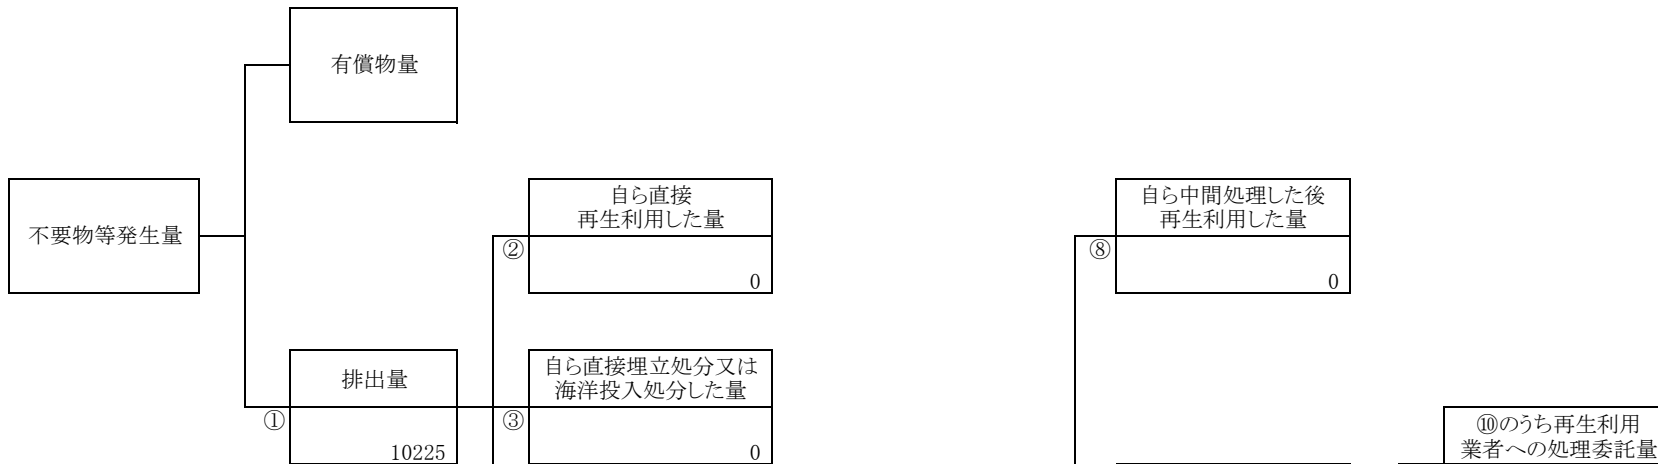 有償物量
不要物等発生量
自ら直接
再生利用した量
②
0
自ら中間処理した後
再生利用した量
⑧
0
排出量
①
10225
自ら直接埋立処分又は
海洋投入処分した量
③
0
⑩のうち再生利用
業者への処理委託量